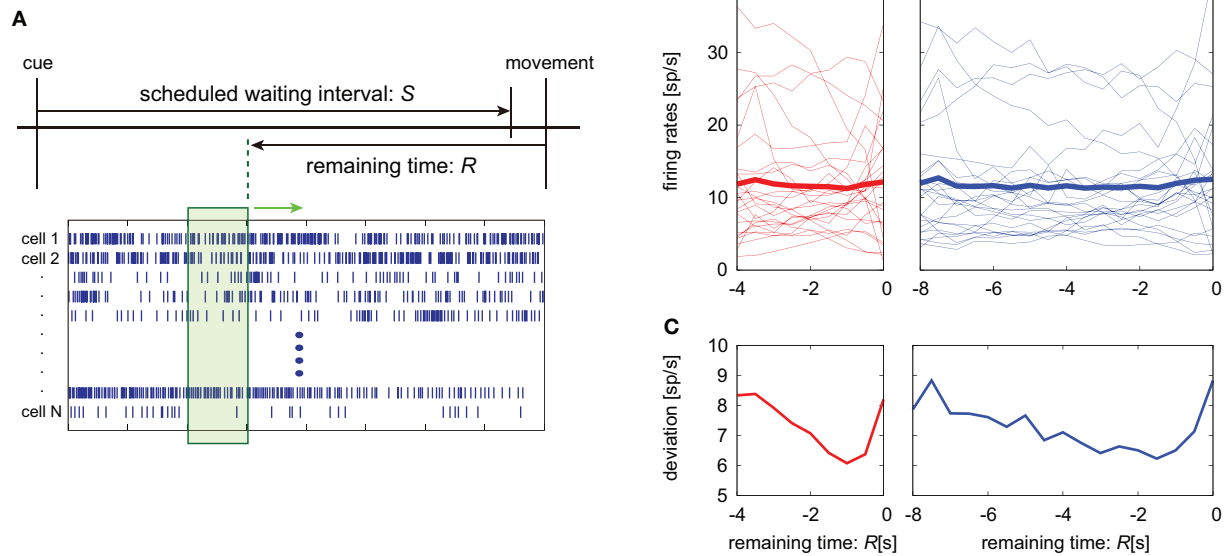 A
cue
movement
scheduled waiting interval: S
remaining time: R
cell 1
cell 2
.
.
.
.
.
.
cell N
firing rates [sp/s]
30
20
10
0
-4
-2
0
-8
-6
-4
-2
0
C
deviation [sp/s]
10
9
8
7
6
5
-4
-2
0
-8
-6
-4
-2
0
remaining time: R[s]
remaining time: R[s]